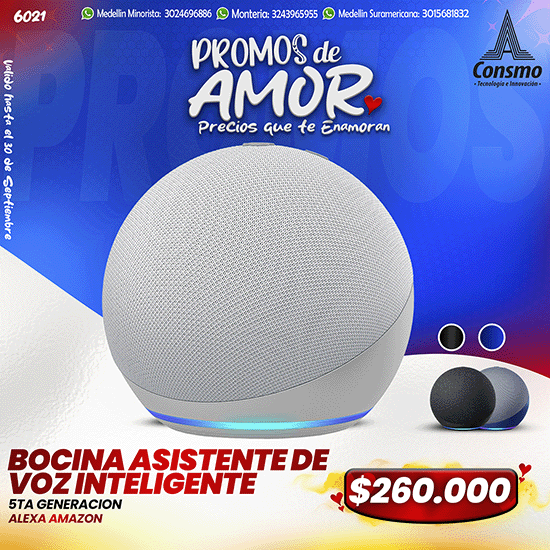 6021
Medellin Minorista: 3024696886
Monteria: 3243965955
Medellin Suramericana: 3015681832
PROMOS de
AMOR
Precios que te Enamoran
Consmo
• Tecnología e Innovación •
Valido hasta el 30 de Septiembre
PROMOS
BOCINA ASISTENTE DE
VOZ INTELIGENTE
5TA GENERACION
ALEXA AMAZON
$260.000